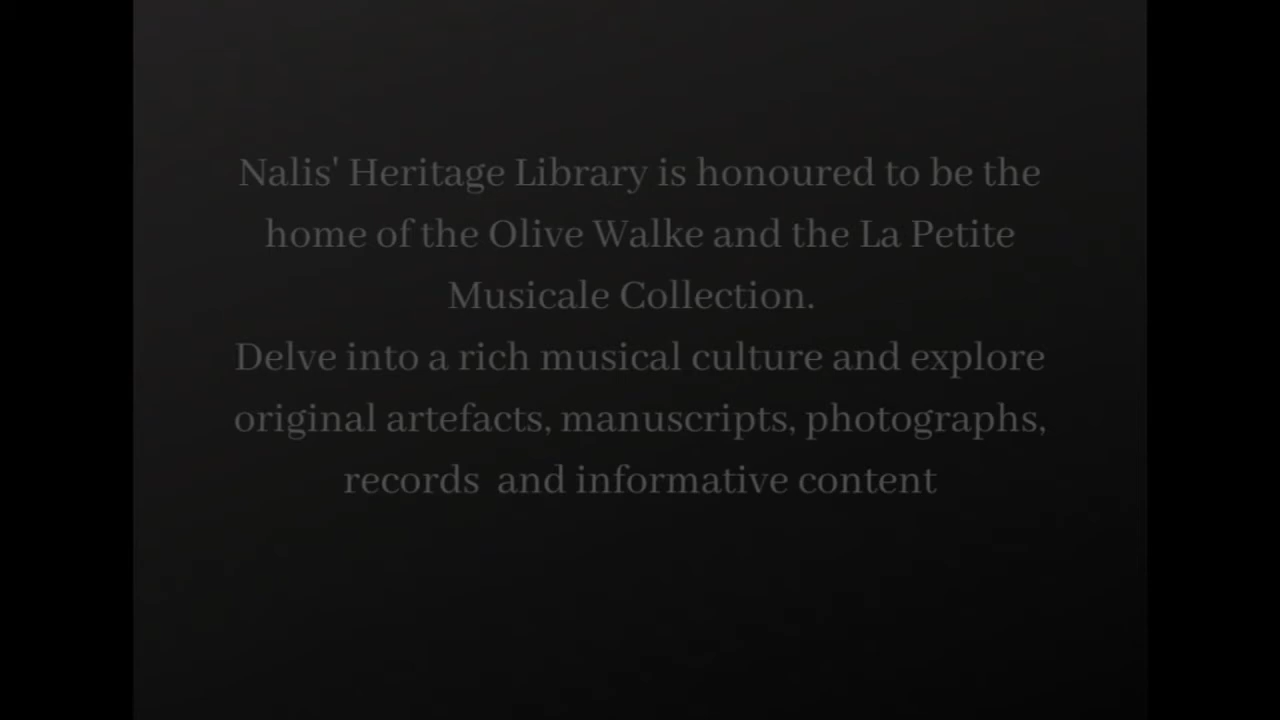 Nalis' Heritage Library is honoured to be the
home of the Olive Walke and the La Petite
Musicale Collection.
Delve into a rich musical culture and explore
original artefacts, manuscripts, photographs,
records  and informative content